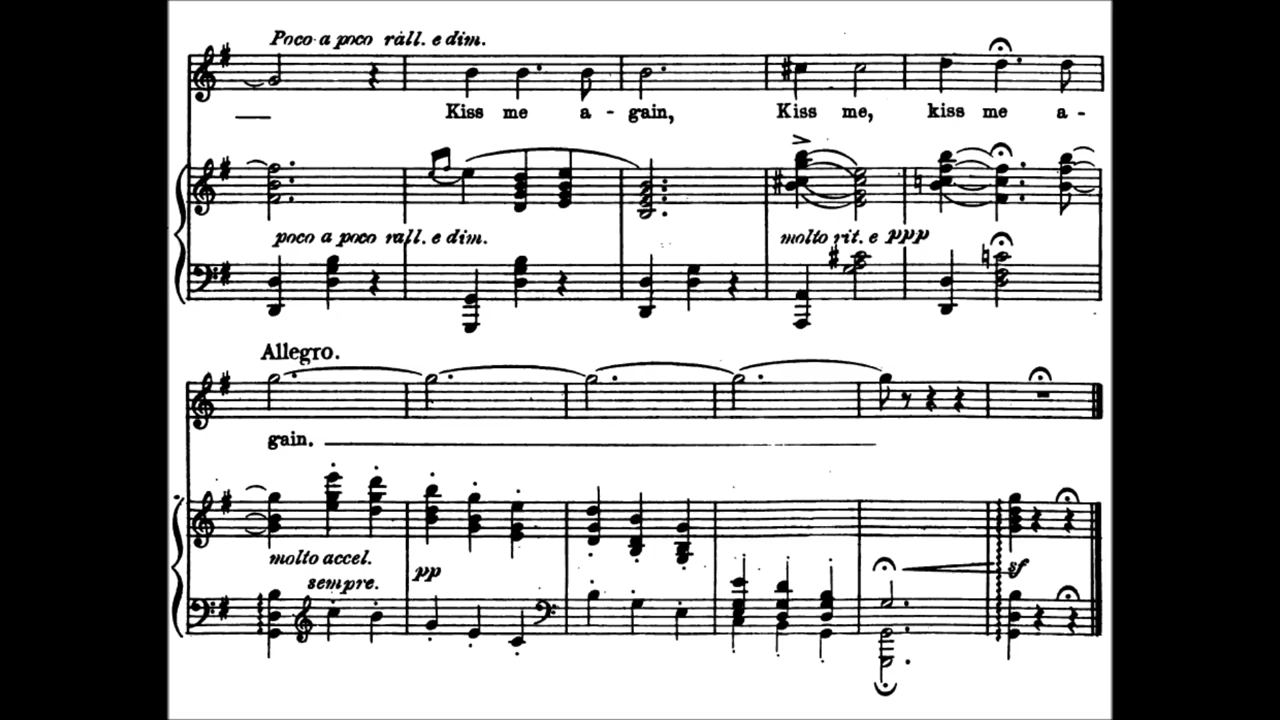 Poco a poco rall. e dim.
Kiss me a - gain, Kiss me, kiss me a -
poco a poco rall. e dim. molto rit. e ppp
Allegro.
gain.
molto accel.
sempre. pp sf